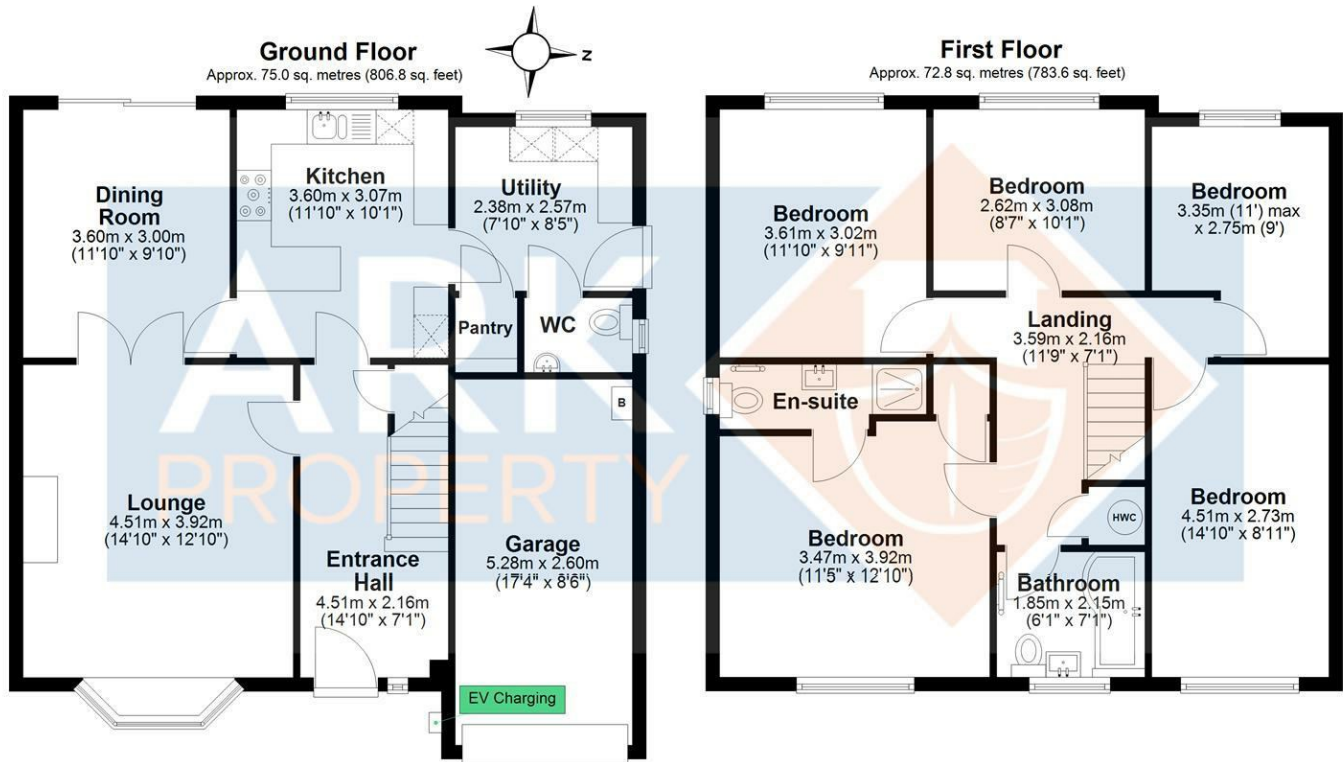 Ground Floor
Approx. 75.0 sq. metres (806.8 sq. feet)
N
Dining
Room
3.60m x 3.00m
(11'10" x 9'10")
Kitchen
3.60m x 3.07m
(11'10" x 10'1")
Utility
2.38m x 2.57m
(7'10" x 8'5")
Pantry
WC
B
Lounge
4.51m x 3.92m
(14'10" x 12'10")
Entrance
Hall
4.51m x 2.16m
(14'10" x 7'1")
Garage
5.28m x 2.60m
(17'4" x 8'6")
EV Charging
First Floor
Approx. 72.8 sq. metres (783.6 sq. feet)
Bedroom
3.61m x 3.02m
(11'10" x 9'11")
Bedroom
2.62m x 3.08m
(8'7" x 10'1")
Bedroom
3.35m (11') max
x 2.75m (9')
Landing
3.59m x 2.16m
(11'9" x 7'1")
En-suite
Bedroom
3.47m x 3.92m
(11'5" x 12'10")
HWC
Bathroom
1.85m x 2.15m
(6'1" x 7'1")
Bedroom
4.51m x 2.73m
(14'10" x 8'11")
ARK
PROPERTY